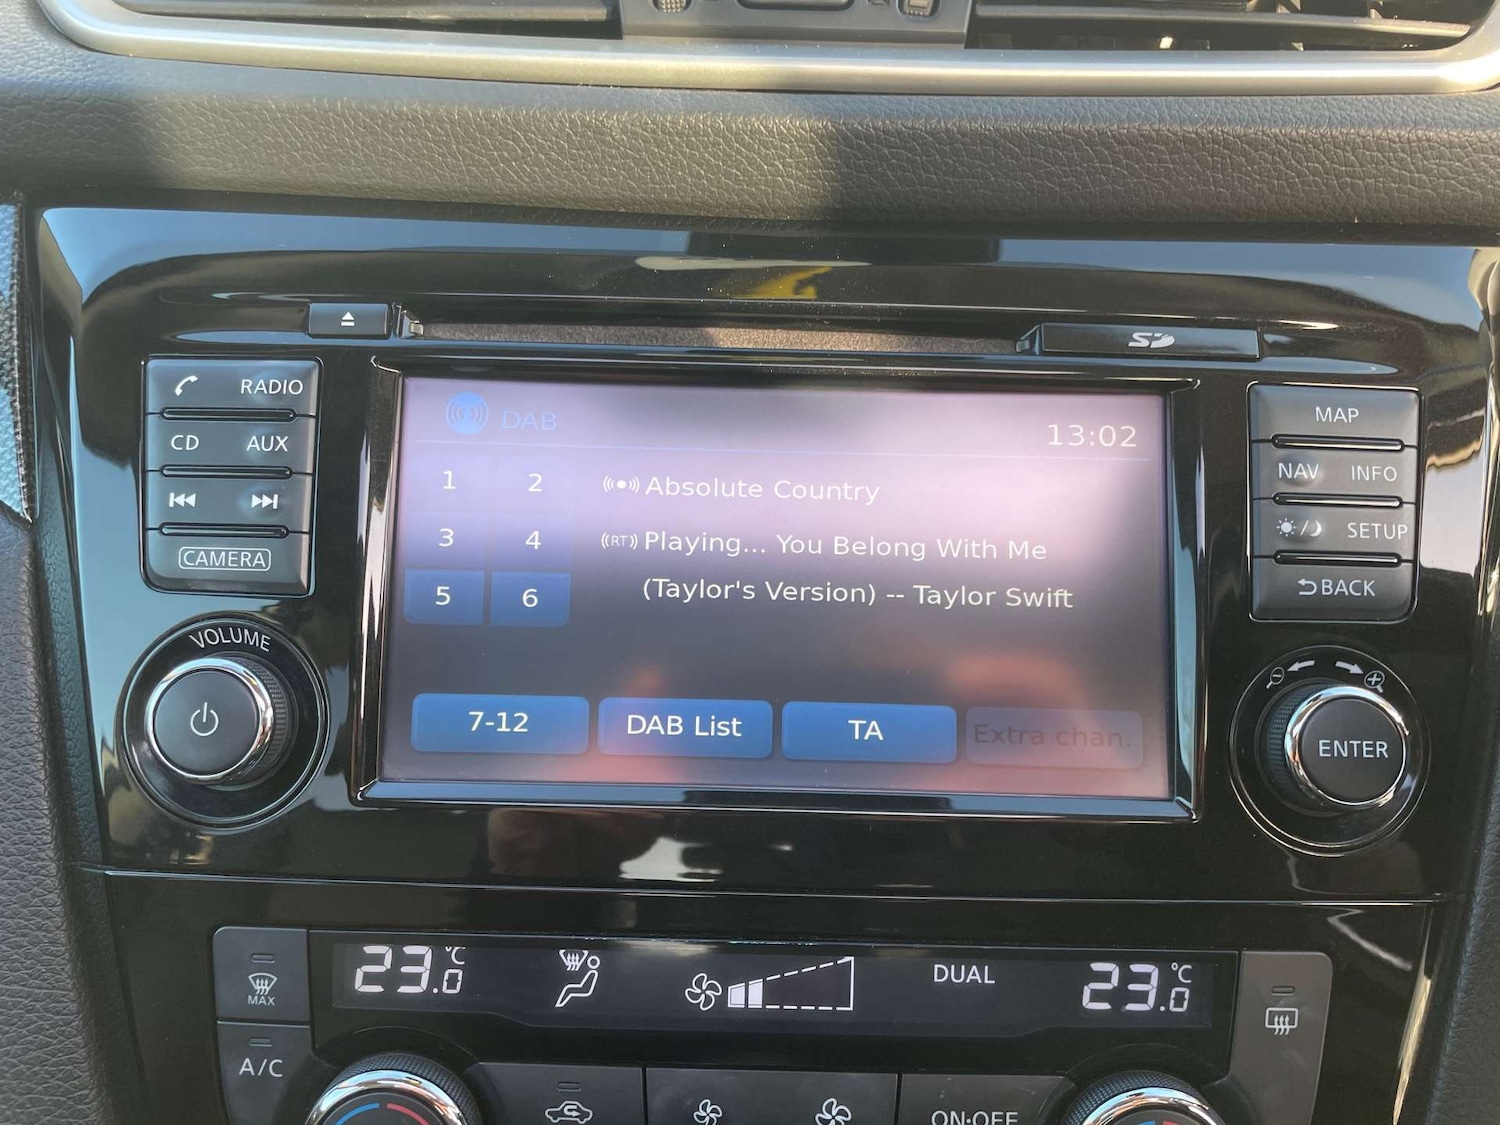 SD
RADIO
CD AUX
CAMERA
VOLUME
DAB
13:02
1 2
3 4
5 6
Absolute Country
(RT) Playing... You Belong With Me
(Taylor's Version) -- Taylor Swift
7-12 DAB List TA Extra chan.
MAP
NAV INFO
SETUP
BACK
ENTER
23.0 °C
DUAL
23.0 °C
MAX
A/C
ON·OFF